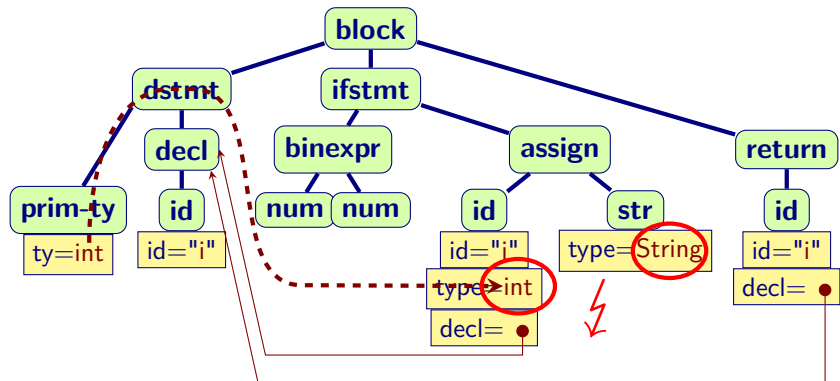 block
dstmt
ifstmt
decl
binexpr
assign
return
prim-ty
id
num
num
id
str
id
ty=int
id="i"
id="i"
type=String
id="i"
type=int
decl=
decl=